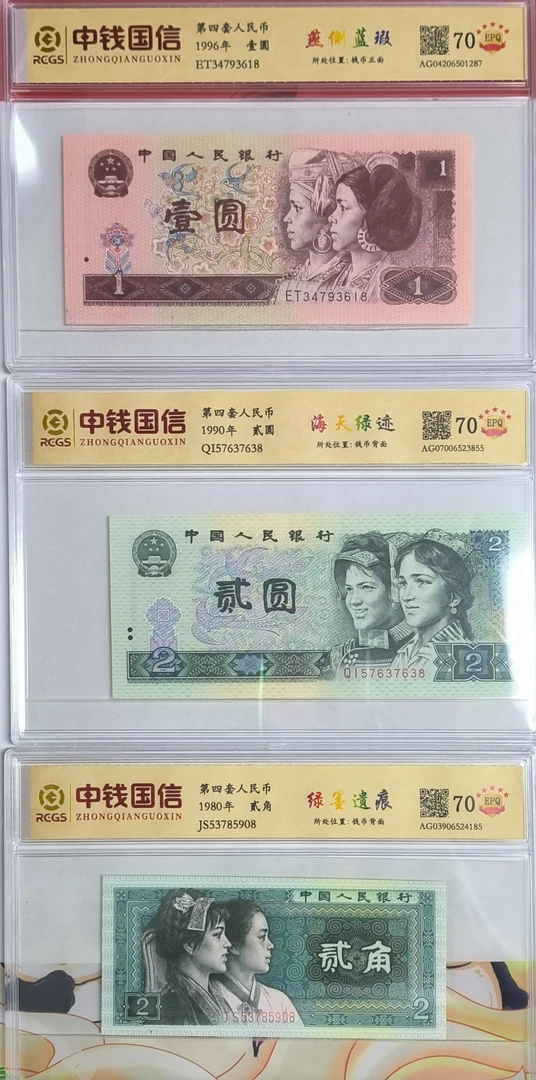 RCGS
中钱国信
ZHONGQIANGUOXIN
第四套人民币
1996年 壹圆
ET34793618
燕侧蓝瑕
所处位置:钱币正面
70
EPQ
AG04206501287
中国人民银行
壹圆
1
1
1
ET34793618
RCGS
中钱国信
ZHONGQIANGUOXIN
第四套人民币
1990年 贰圆
QI57637638
海天绿迹
所处位置:钱币背面
70
EPQ
AG07006523855
中国人民银行
贰圆
2
2
2
QI57637638
RCGS
中钱国信
ZHONGQIANGUOXIN
第四套人民币
1980年 贰角
JS53785908
绿墨遗痕
所处位置:钱币背面
70
EPQ
AG03906524185
中国人民银行
贰角
2
2
JS53785908